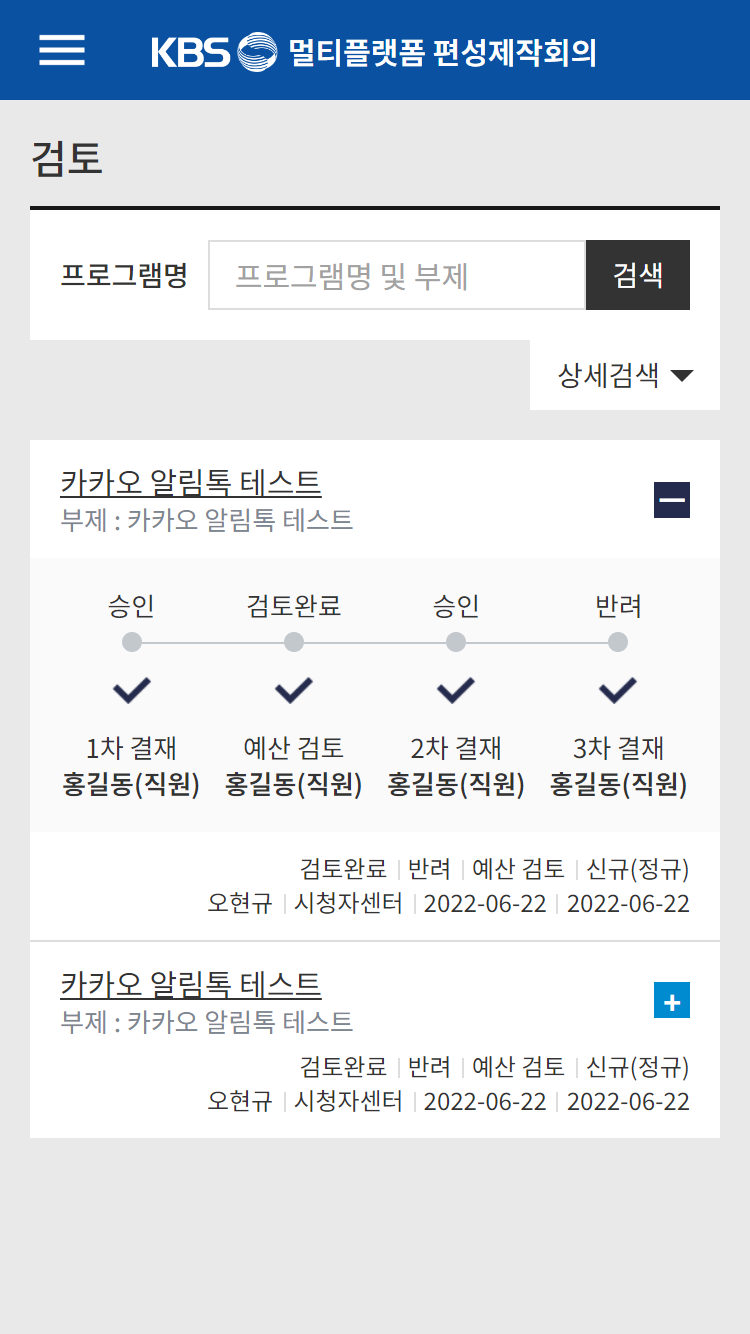 KBS 멀티플랫폼 편성제작회의
검토
프로그램명 프로그램명 및 부제 검색
상세검색
카카오 알림톡 테스트
부제 : 카카오 알림톡 테스트
승인 검토완료 승인 반려
1차 결재 예산 검토 2차 결재 3차 결재
홍길동(직원) 홍길동(직원) 홍길동(직원) 홍길동(직원)
검토완료 반려 예산 검토 신규(정규)
오현규 시청자센터 2022-06-22 2022-06-22
카카오 알림톡 테스트
부제 : 카카오 알림톡 테스트
검토완료 반려 예산 검토 신규(정규)
오현규 시청자센터 2022-06-22 2022-06-22